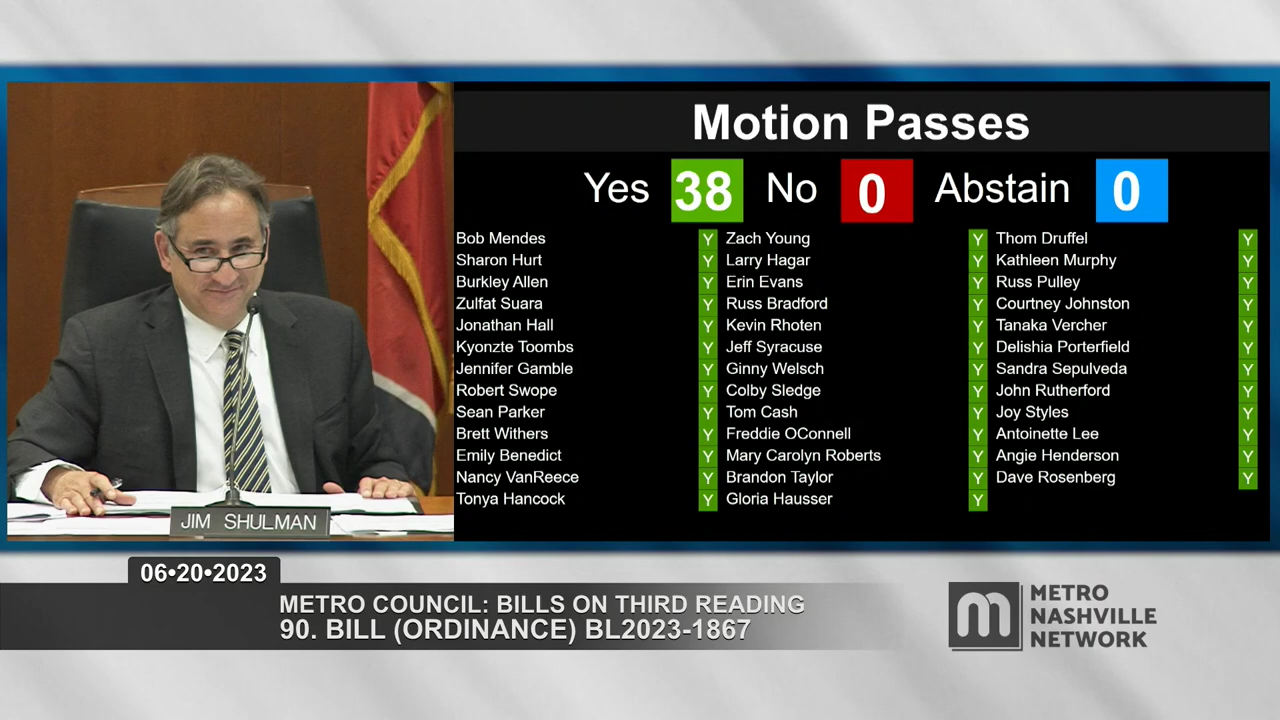 Motion Passes
Yes 38 No 0 Abstain 0
Bob Mendes Y Zach Young Y Thom Druffel Y
Sharon Hurt Y Larry Hagar Y Kathleen Murphy Y
Burkley Allen Y Erin Evans Y Russ Pulley Y
Zulfat Suara Y Russ Bradford Y Courtney Johnston Y
Jonathan Hall Y Kevin Rhoten Y Tanaka Vercher Y
Kyonzte Toombs Y Jeff Syracuse Y Delishia Porterfield Y
Jennifer Gamble Y Ginny Welsch Y Sandra Sepulveda Y
Robert Swope Y Colby Sledge Y John Rutherford Y
Sean Parker Y Tom Cash Y Joy Styles Y
Brett Withers Y Freddie OConnell Y Antoinette Lee Y
Emily Benedict Y Mary Carolyn Roberts Y Angie Henderson Y
Nancy VanReece Y Brandon Taylor Y Dave Rosenberg Y
Tonya Hancock Y Gloria Hausser Y
JIM SHULMAN
06•20•2023
METRO COUNCIL: BILLS ON THIRD READING
90. BILL (ORDINANCE) BL2023-1867
m
METRO
NASHVILLE
NETWORK